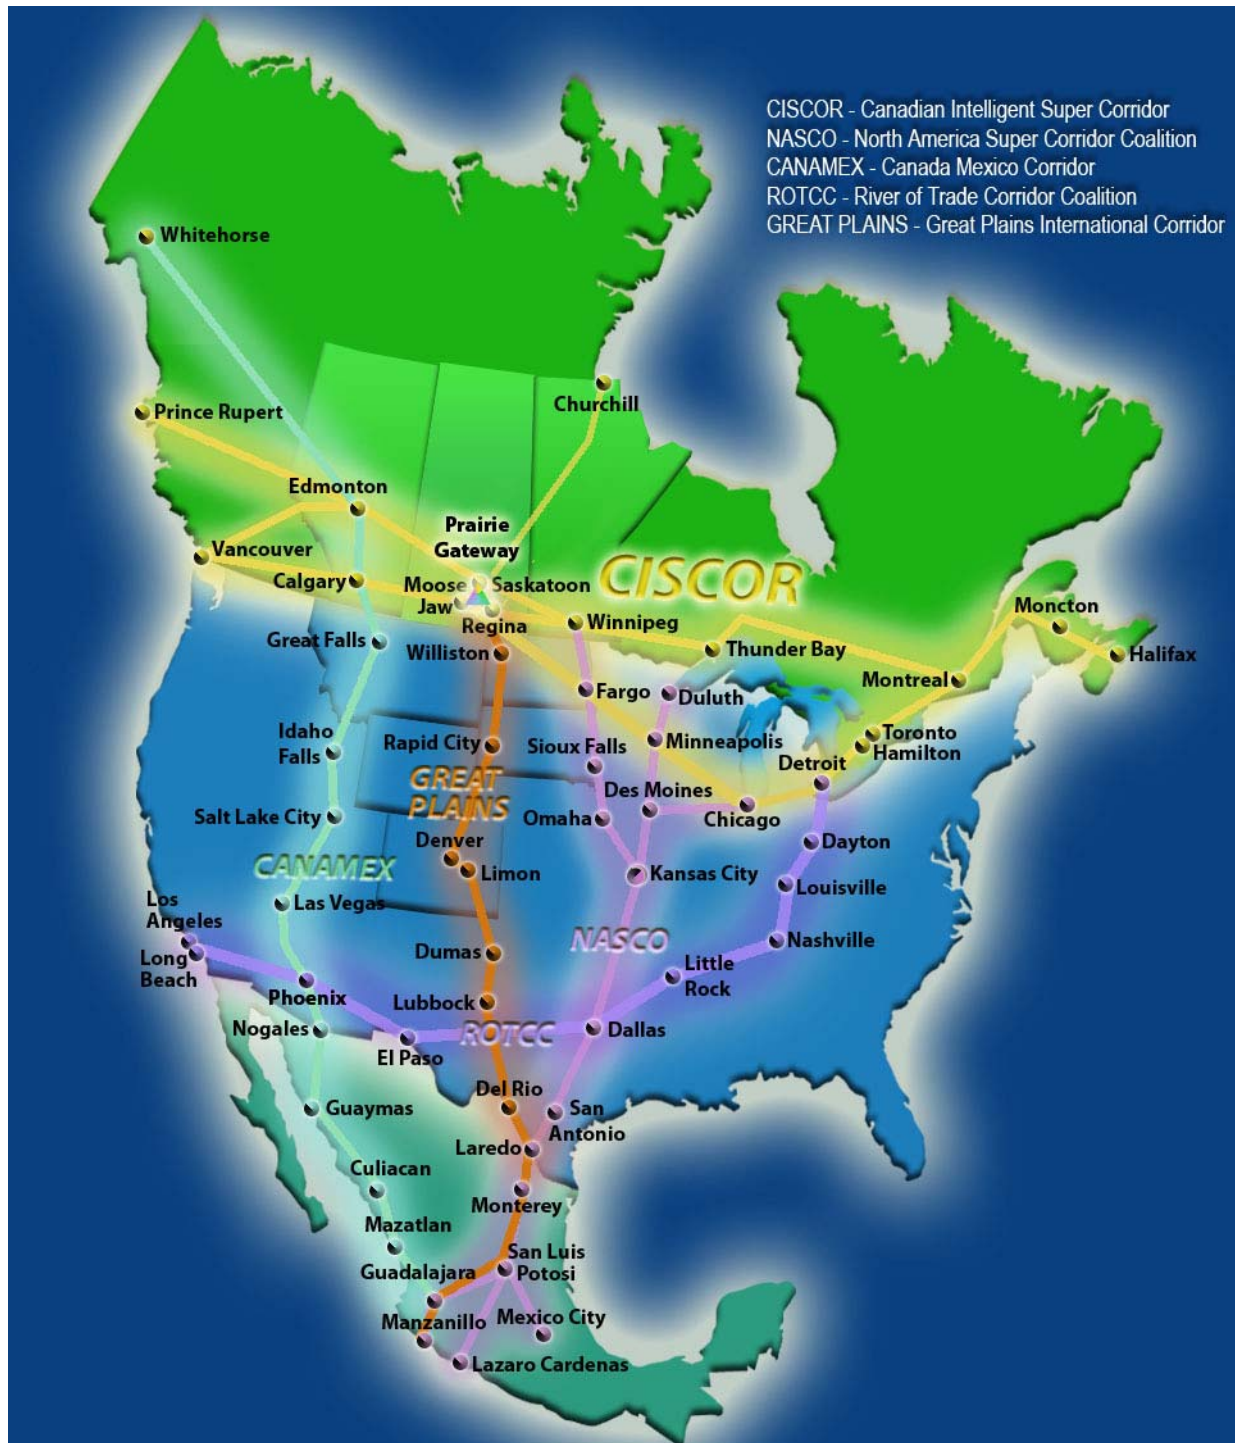 CISCOR - Canadian Intelligent Super Corridor
NASCO - North America Super Corridor Coalition
CANAMEX - Canada Mexico Corridor
ROTCC - River of Trade Corridor Coalition
GREAT PLAINS - Great Plains International Corridor
Whitehorse
Churchill
Prince Rupert
Edmonton
Prairie
Gateway
Vancouver
Calgary
Moose
Jaw
Saskatoon
CISCOR
Regina
Winnipeg
Moncton
Great Falls
Williston
Thunder Bay
Halifax
Montreal
Fargo
Duluth
Idaho
Falls
Rapid City
Sioux Falls
Minneapolis
Toronto
Hamilton
Detroit
GREAT
PLAINS
Des Moines
Salt Lake City
Omaha
Chicago
Denver
Dayton
CANAMEX
Limon
Kansas City
Louisville
Los
Angeles
Las Vegas
NASCO
Nashville
Long
Beach
Dumas
Little
Rock
Phoenix
Lubbock
Nogales
ROTCC
Dallas
El Paso
Del Rio
Guaymas
San
Antonio
Laredo
Culiacan
Monterey
Mazatlan
San Luis
Potosi
Guadalajara
Manzanillo
Mexico City
Lazaro Cardenas